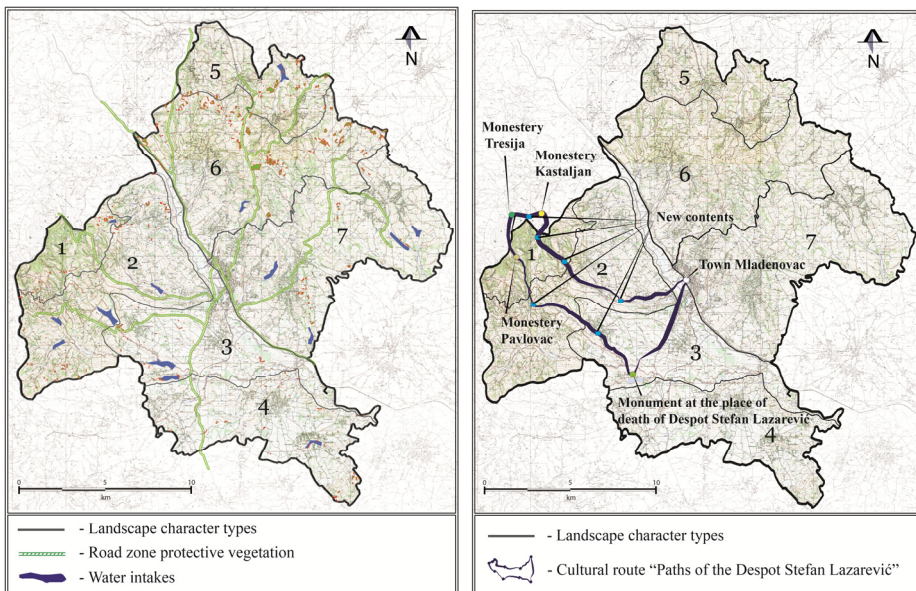 N
5
6
7
1
2
3
4
0
5
10
km
- Landscape character types
- Road zone protective vegetation
- Water intakes
N
5
Monestery
Tresija
Monestery
Kastaljan
6
New contents
7
1
2
Town Mladenovac
Monestery
Pavlovac
3
Monument at the place of
death of Despot Stefan Lazarević
4
0
5
10
km
- Landscape character types
- Cultural route “Paths of the Despot Stefan Lazarević”